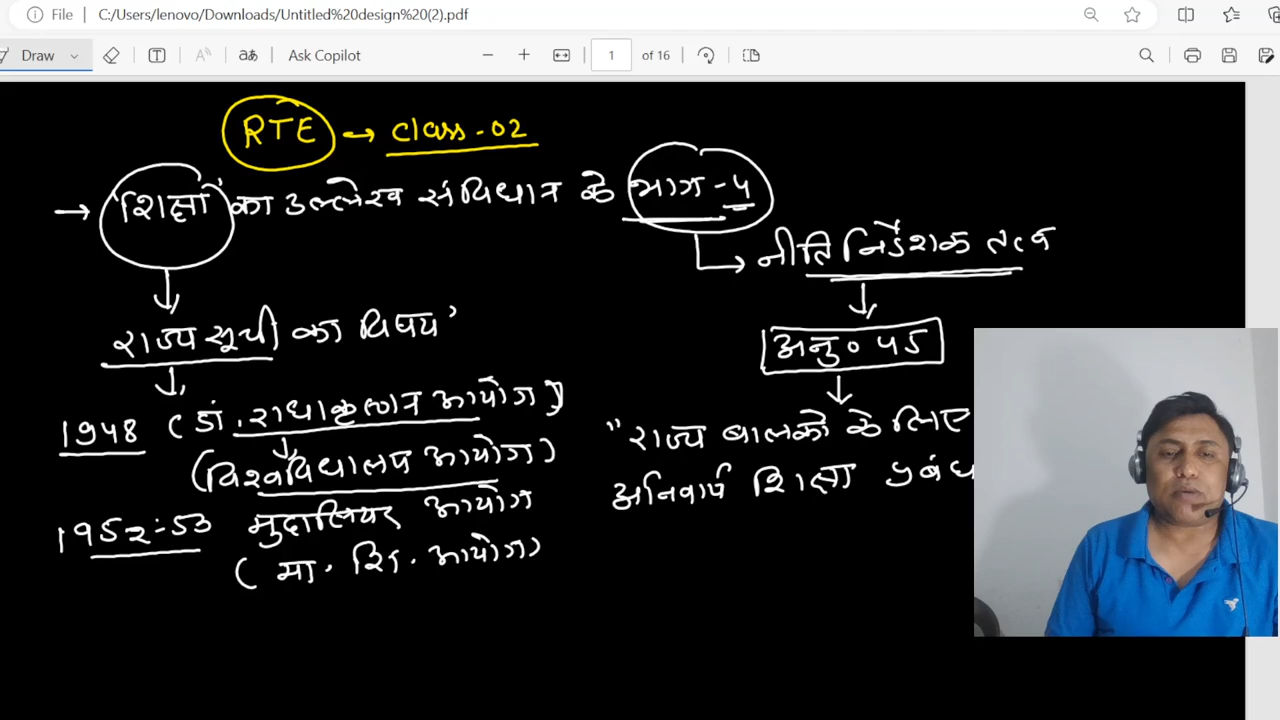 File C:/Users/lenovo/Downloads/Untitled%20design%20(2).pdf
Draw aあ Ask Copilot 1 of 16
RTE → Class-02
→ 'शिक्षा' का उल्लेख संविधान के भाग-4
→ नीति निर्देशक तत्व
राज्य सूची का विषय'
अनु० 45
1948 (डॉ. राधाकृष्णन आयोग)
(विश्वविद्यालय आयोग)
"राज्य बालकों के लिए
अनिवार्य शिक्षा प्रबंध
1952-53 मुदालियर आयोग
(मा. शि. आयोग)